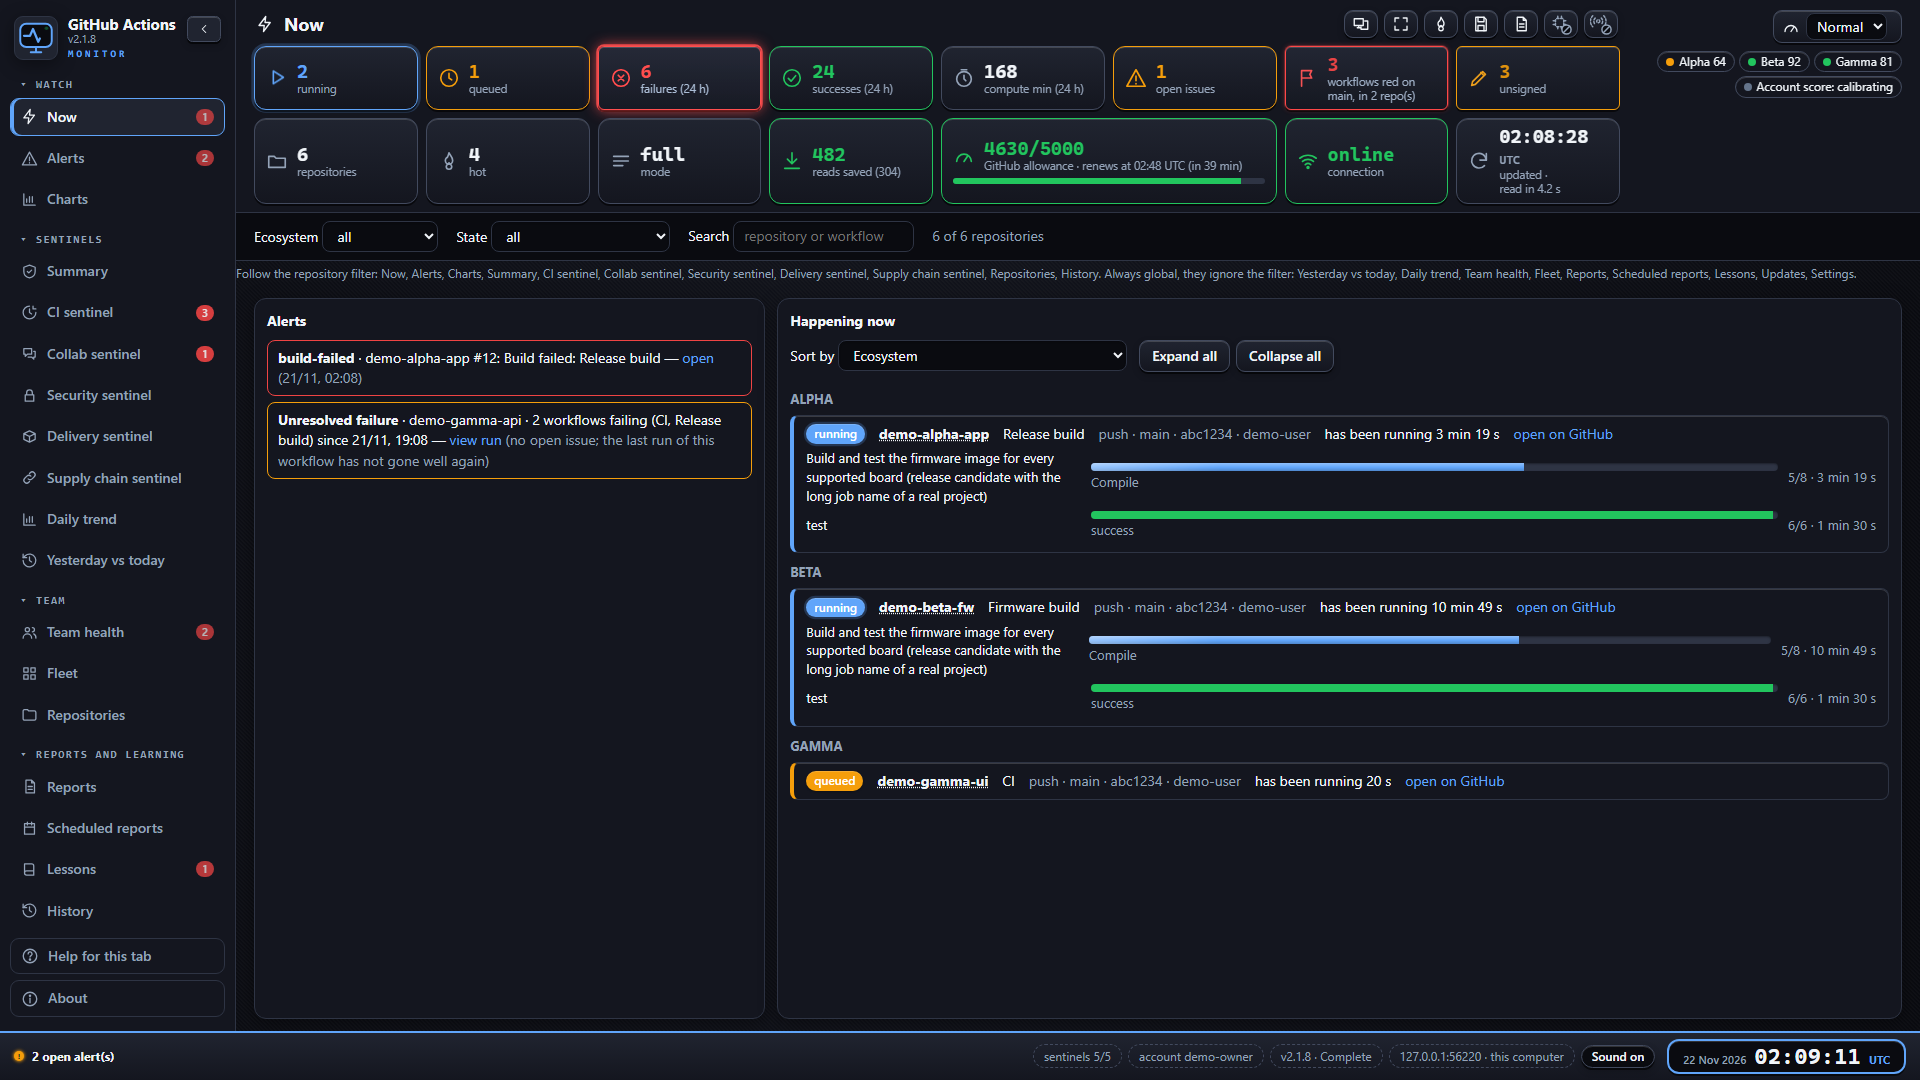 GitHub Actions
v2.1.8
MONITOR
WATCH
Now 1
Alerts 2
Charts
SENTINELS
Summary
CI sentinel 3
Collab sentinel 1
Security sentinel
Delivery sentinel
Supply chain sentinel
Daily trend
Yesterday vs today
TEAM
Team health 2
Fleet
Repositories
REPORTS AND LEARNING
Reports
Scheduled reports
Lessons 1
History
Help for this tab
About
Now
Normal
Alpha 64
Beta 92
Gamma 81
Account score: calibrating
2
running
1
queued
6
failures (24 h)
24
successes (24 h)
168
compute min (24 h)
1
open issues
3
workflows red on
main, in 2 repo(s)
3
unsigned
6
repositories
4
hot
full
mode
482
reads saved (304)
4630/5000
GitHub allowance · renews at 02:48 UTC (in 39 min)
online
connection
02:08:28
UTC
updated ·
read in 4.2 s
Ecosystem all State all Search repository or workflow 6 of 6 repositories
Follow the repository filter: Now, Alerts, Charts, Summary, CI sentinel, Collab sentinel, Security sentinel, Delivery sentinel, Supply chain sentinel, Repositories, History. Always global, they ignore the filter: Yesterday vs today, Daily trend, Team health, Fleet, Reports, Scheduled reports, Lessons, Updates, Settings.
Alerts
build-failed · demo-alpha-app #12: Build failed: Release build — open
(21/11, 02:08)
Unresolved failure · demo-gamma-api · 2 workflows failing (CI, Release
build) since 21/11, 19:08 — view run (no open issue; the last run of this
workflow has not gone well again)
Happening now
Sort by Ecosystem Expand all Collapse all
ALPHA
running demo-alpha-app Release build push · main · abc1234 · demo-user has been running 3 min 19 s open on GitHub
Build and test the firmware image for every
supported board (release candidate with the
long job name of a real project)
Compile
5/8 · 3 min 19 s
test
success
6/6 · 1 min 30 s
BETA
running demo-beta-fw Firmware build push · main · abc1234 · demo-user has been running 10 min 49 s open on GitHub
Build and test the firmware image for every
supported board (release candidate with the
long job name of a real project)
Compile
5/8 · 10 min 49 s
test
success
6/6 · 1 min 30 s
GAMMA
queued demo-gamma-ui CI push · main · abc1234 · demo-user has been running 20 s open on GitHub
2 open alert(s)
sentinels 5/5
account demo-owner
v2.1.8 · Complete
127.0.0.1:56220 · this computer
Sound on
22 Nov 2026 02:09:11 UTC